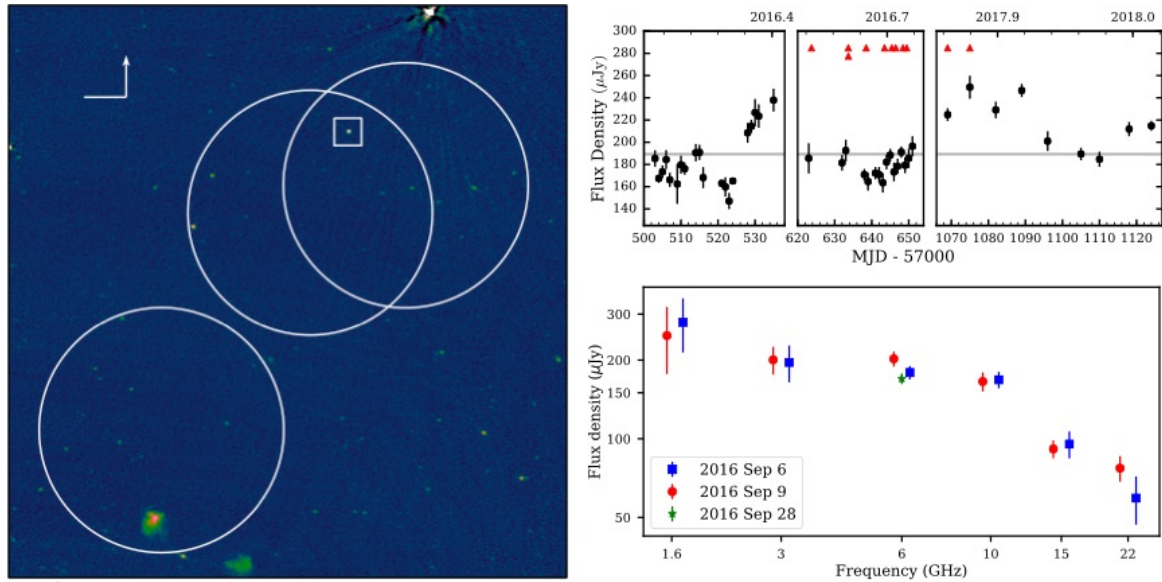 2016.4 2016.7 2017.9 2018.0
300
280
260
240
220
200
180
160
140
Flux Density (μJy)
500 510 520 530 620 630 640 650 1070 1080 1090 1100 1110 1120
MJD - 57000
300
200
150
100
50
Flux density (μJy)
2016 Sep 6
2016 Sep 9
2016 Sep 28
1.6 3 6 10 15 22
Frequency (GHz)